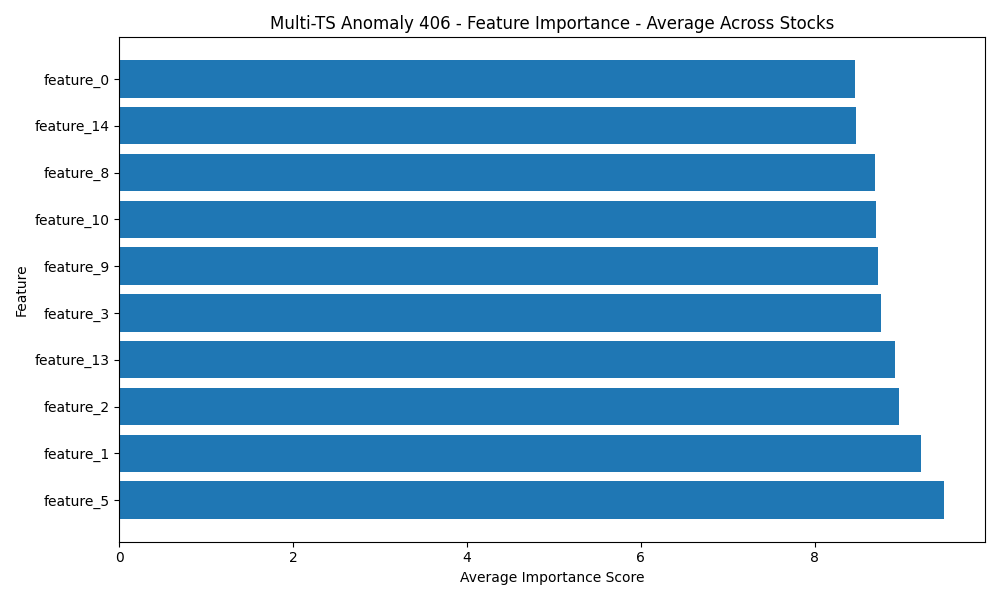 Multi-TS Anomaly 406 - Feature Importance - Average Across Stocks
feature_0
feature_14
feature_8
feature_10
feature_9
feature_3
feature_13
feature_2
feature_1
feature_5
Feature
0 2 4 6 8
Average Importance Score